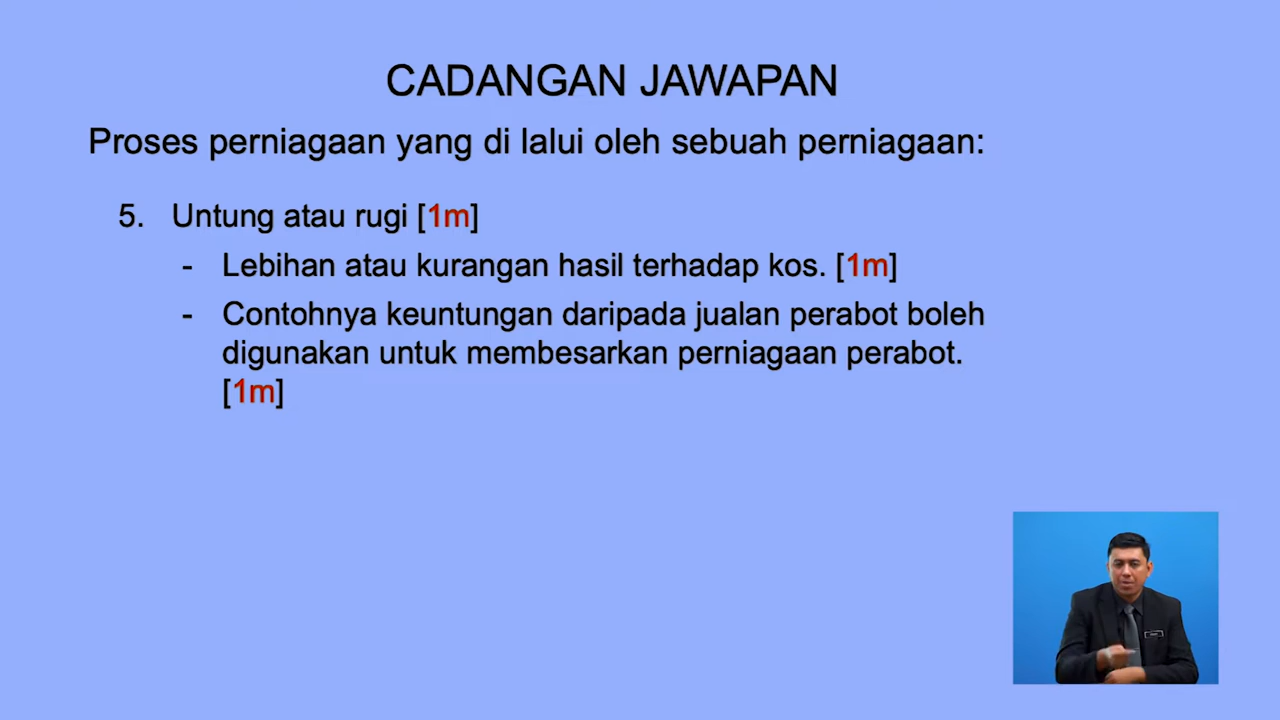 CADANGAN JAWAPAN
Proses perniagaan yang di lalui oleh sebuah perniagaan:
5. Untung atau rugi [1m]
- Lebihan atau kurangan hasil terhadap kos. [1m]
- Contohnya keuntungan daripada jualan perabot boleh
digunakan untuk membesarkan perniagaan perabot.
[1m]